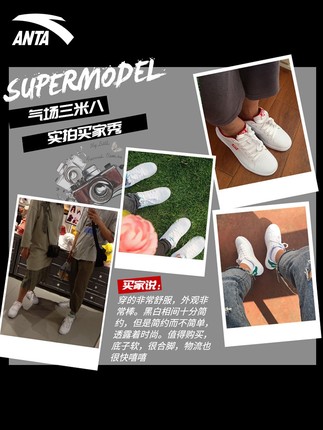 ANTA
SUPERMODEL
气场三米八
实拍买家秀
买家说：
穿的非常舒服，外观非
常棒。黑白相间十分简
约，但是简约而不简单，
透露着时尚。值得购买，
底子软，很合脚，物流也
很快嘻嘻